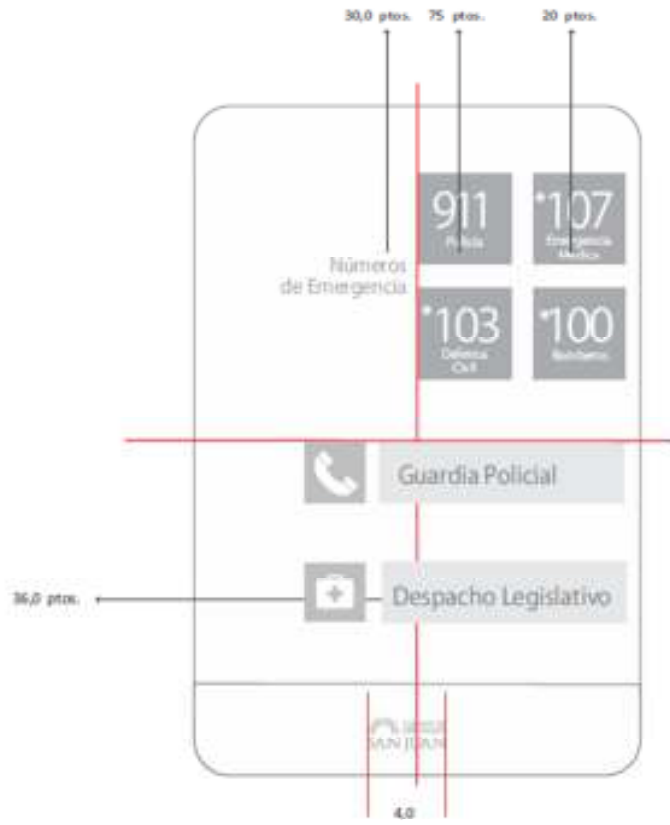 30,0 ptos. 75 ptos. 20 ptos.
911
Policía
*107
Emergencia
Médica
Números
de Emergencia
*103
Defensa
Civil
*100
Bomberos
Guardia Policial
36,0 ptos.
Despacho Legislativo
SAN JUAN
4,0